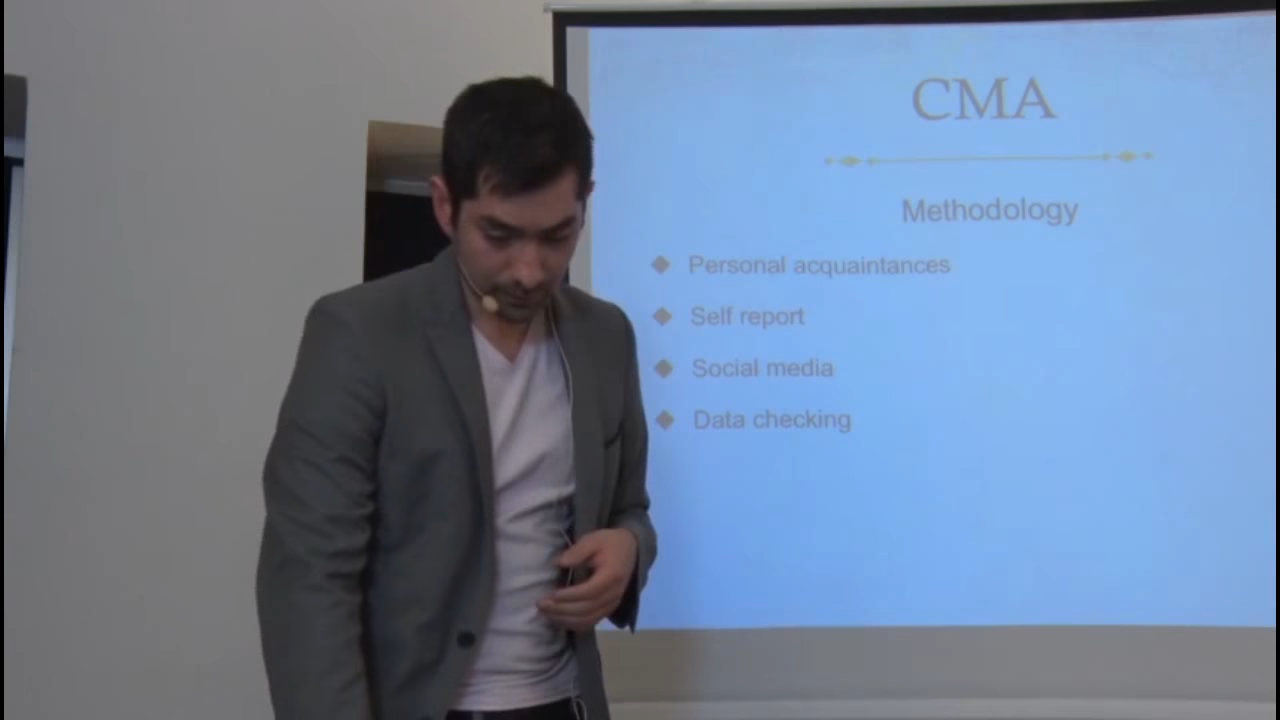 CMA
Methodology
Personal acquaintances
Self report
Social media
Data checking